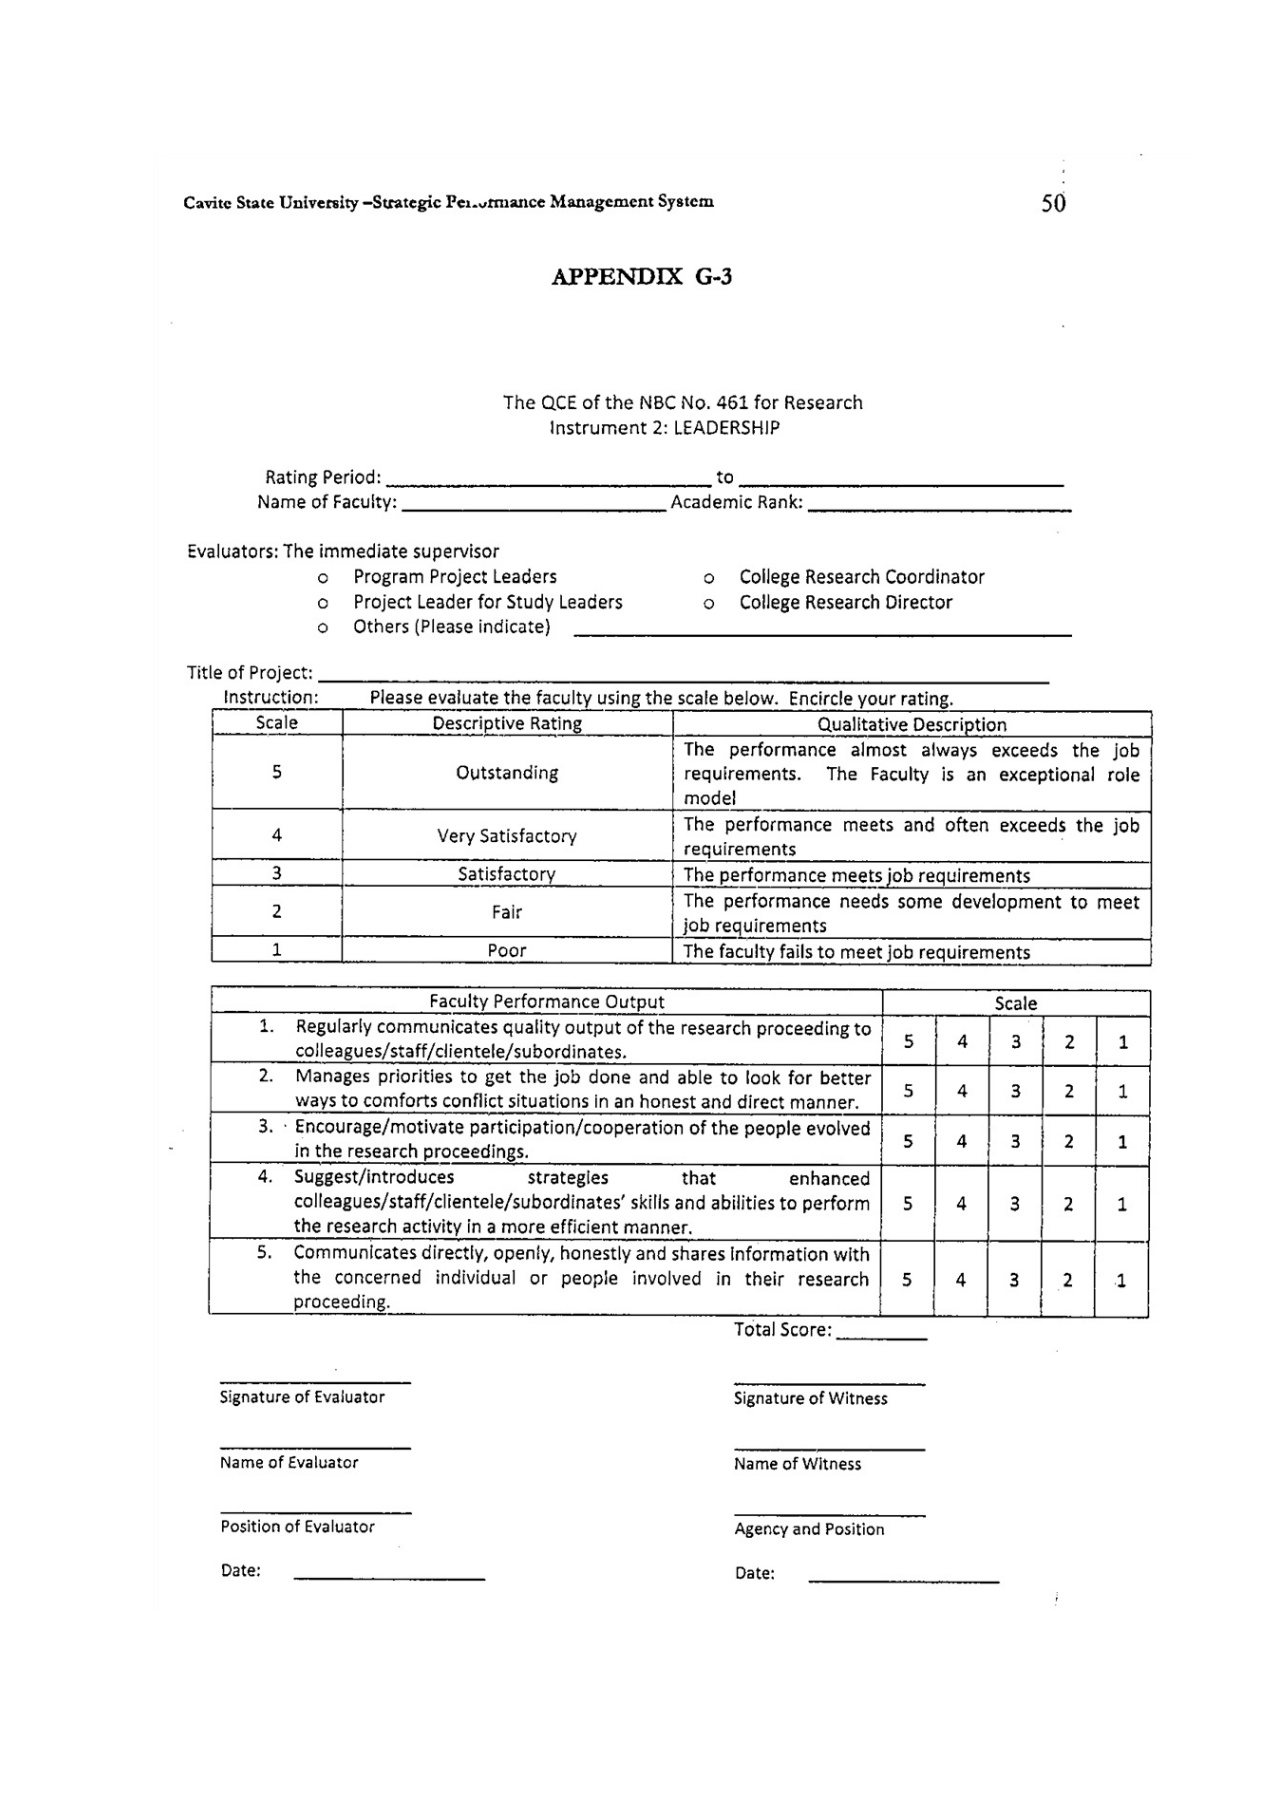 Cavite State University –Strategic Performance Management System 50
APPENDIX G-3
The QCE of the NBC No. 461 for Research
Instrument 2: LEADERSHIP
Rating Period: ______ to ______
Name of Faculty: ______ Academic Rank: ______
Evaluators: The immediate supervisor
o Program Project Leaders o College Research Coordinator
o Project Leader for Study Leaders o College Research Director
o Others (Please indicate) ______
Title of Project: ______
Instruction: Please evaluate the faculty using the scale below. Encircle your rating.
Scale Descriptive Rating Qualitative Description
5 Outstanding The performance almost always exceeds the job
requirements. The Faculty is an exceptional role
model
4 Very Satisfactory The performance meets and often exceeds the job
requirements
3 Satisfactory The performance meets job requirements
2 Fair The performance needs some development to meet
job requirements
1 Poor The faculty fails to meet job requirements
Faculty Performance Output Scale
1. Regularly communicates quality output of the research proceeding to
colleagues/staff/clientele/subordinates. 5 4 3 2 1
2. Manages priorities to get the job done and able to look for better
ways to comforts conflict situations in an honest and direct manner. 5 4 3 2 1
3. Encourage/motivate participation/cooperation of the people evolved
in the research proceedings. 5 4 3 2 1
4. Suggest/introduces strategies that enhanced
colleagues/staff/clientele/subordinates' skills and abilities to perform 5 4 3 2 1
the research activity in a more efficient manner.
5. Communicates directly, openly, honestly and shares information with
the concerned individual or people involved in their research 5 4 3 2 1
proceeding.
Total Score: ______
Signature of Evaluator Signature of Witness
Name of Evaluator Name of Witness
Position of Evaluator Agency and Position
Date: ______ Date: ______